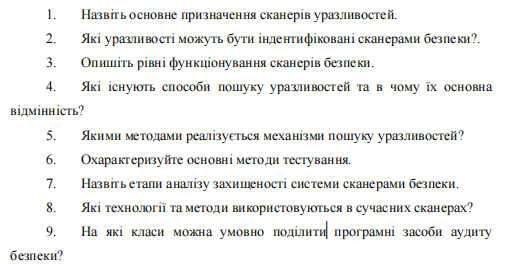 1. Назвіть основне призначення сканерів уразливостей.
2. Які уразливості можуть бути індентифіковані сканерами безпеки?.
3. Опишіть рівні функціонування сканерів безпеки.
4. Які існують способи пошуку уразливостей та в чому їх основна
відмінність?
5. Якими методами реалізується механізми пошуку уразливостей?
6. Охарактеризуйте основні методи тестування.
7. Назвіть етапи аналізу захищеності системи сканерами безпеки.
8. Які технології та методи використовуються в сучасних сканерах?
9. На які класи можна умовно поділити програмні засоби аудиту
безпеки?